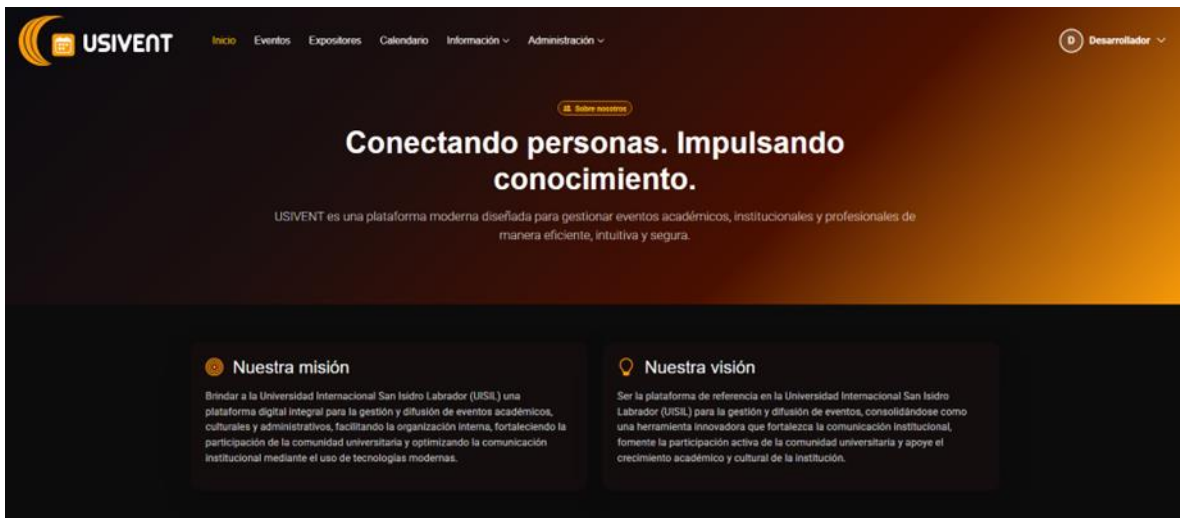 USIVENT
Inicio Eventos Expositores Calendario Información Administración
D Desarrollador
Sobre nosotros
Conectando personas. Impulsando
conocimiento.
USIVENT es una plataforma moderna diseñada para gestionar eventos académicos, institucionales y profesionales de
manera eficiente, intuitiva y segura.
Nuestra misión
Brindar a la Universidad Internacional San Isidro Labrador (UISIL) una
plataforma digital integral para la gestión y difusión de eventos académicos,
culturales y administrativos, facilitando la organización interna, fortaleciendo la
participación de la comunidad universitaria y optimizando la comunicación
institucional mediante el uso de tecnologías modernas.
Nuestra visión
Ser la plataforma de referencia en la Universidad Internacional San Isidro
Labrador (UISIL) para la gestión y difusión de eventos, consolidándose como
una herramienta innovadora que fortalezca la comunicación institucional,
fomente la participación activa de la comunidad universitaria y apoye el
crecimiento académico y cultural de la institución.